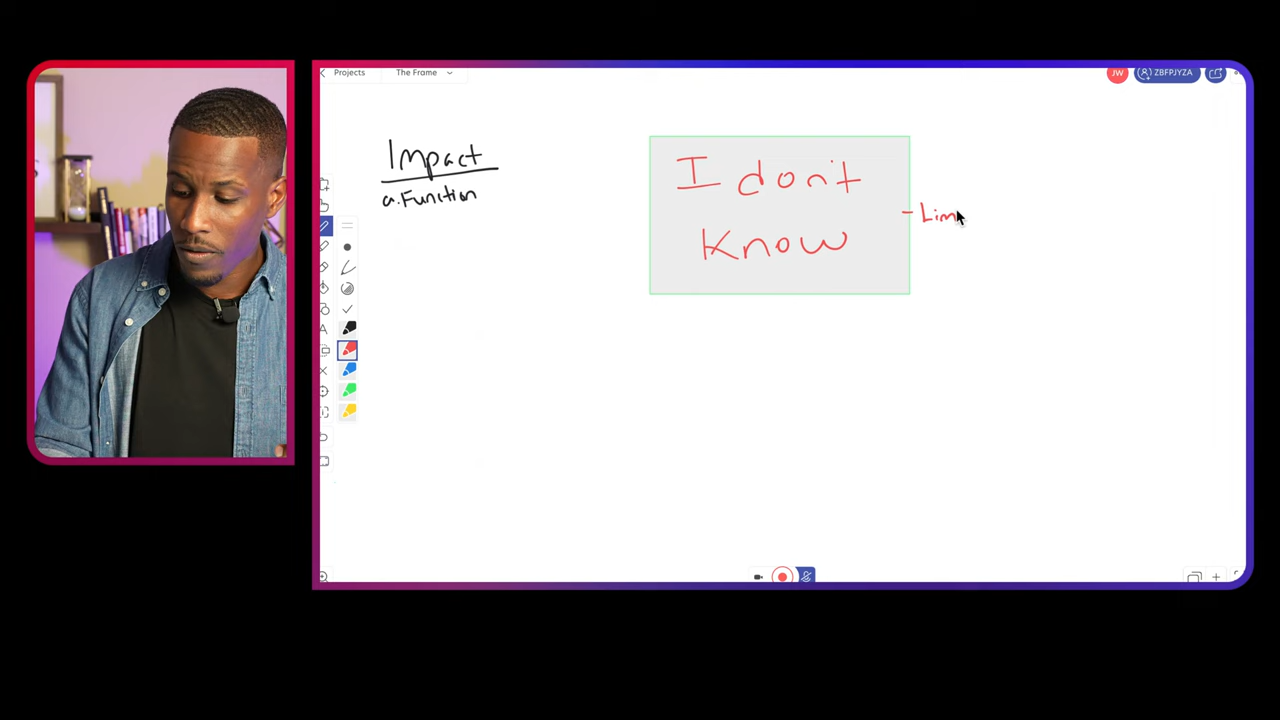 Projects
The Frame
JW
ZBFPJYZA
Impact
a. Function
I don't
Know
- Lim